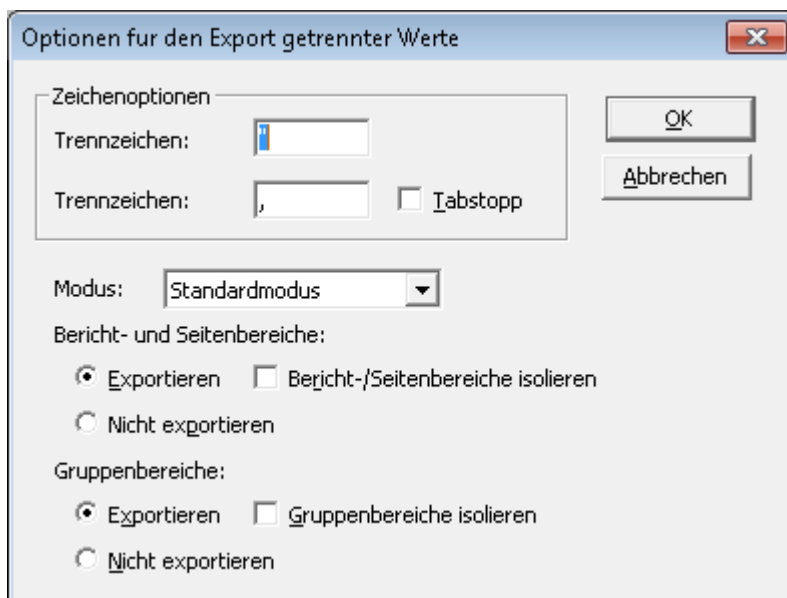 Optionen fur den Export getrennter Werte
Zeichenoptionen
Trennzeichen: "
OK
Trennzeichen: , Tabstopp
Abbrechen
Modus: Standardmodus
Bericht- und Seitenbereiche:
Exportieren Bericht-/Seitenbereiche isolieren
Nicht exportieren
Gruppenbereiche:
Exportieren Gruppenbereiche isolieren
Nicht exportieren